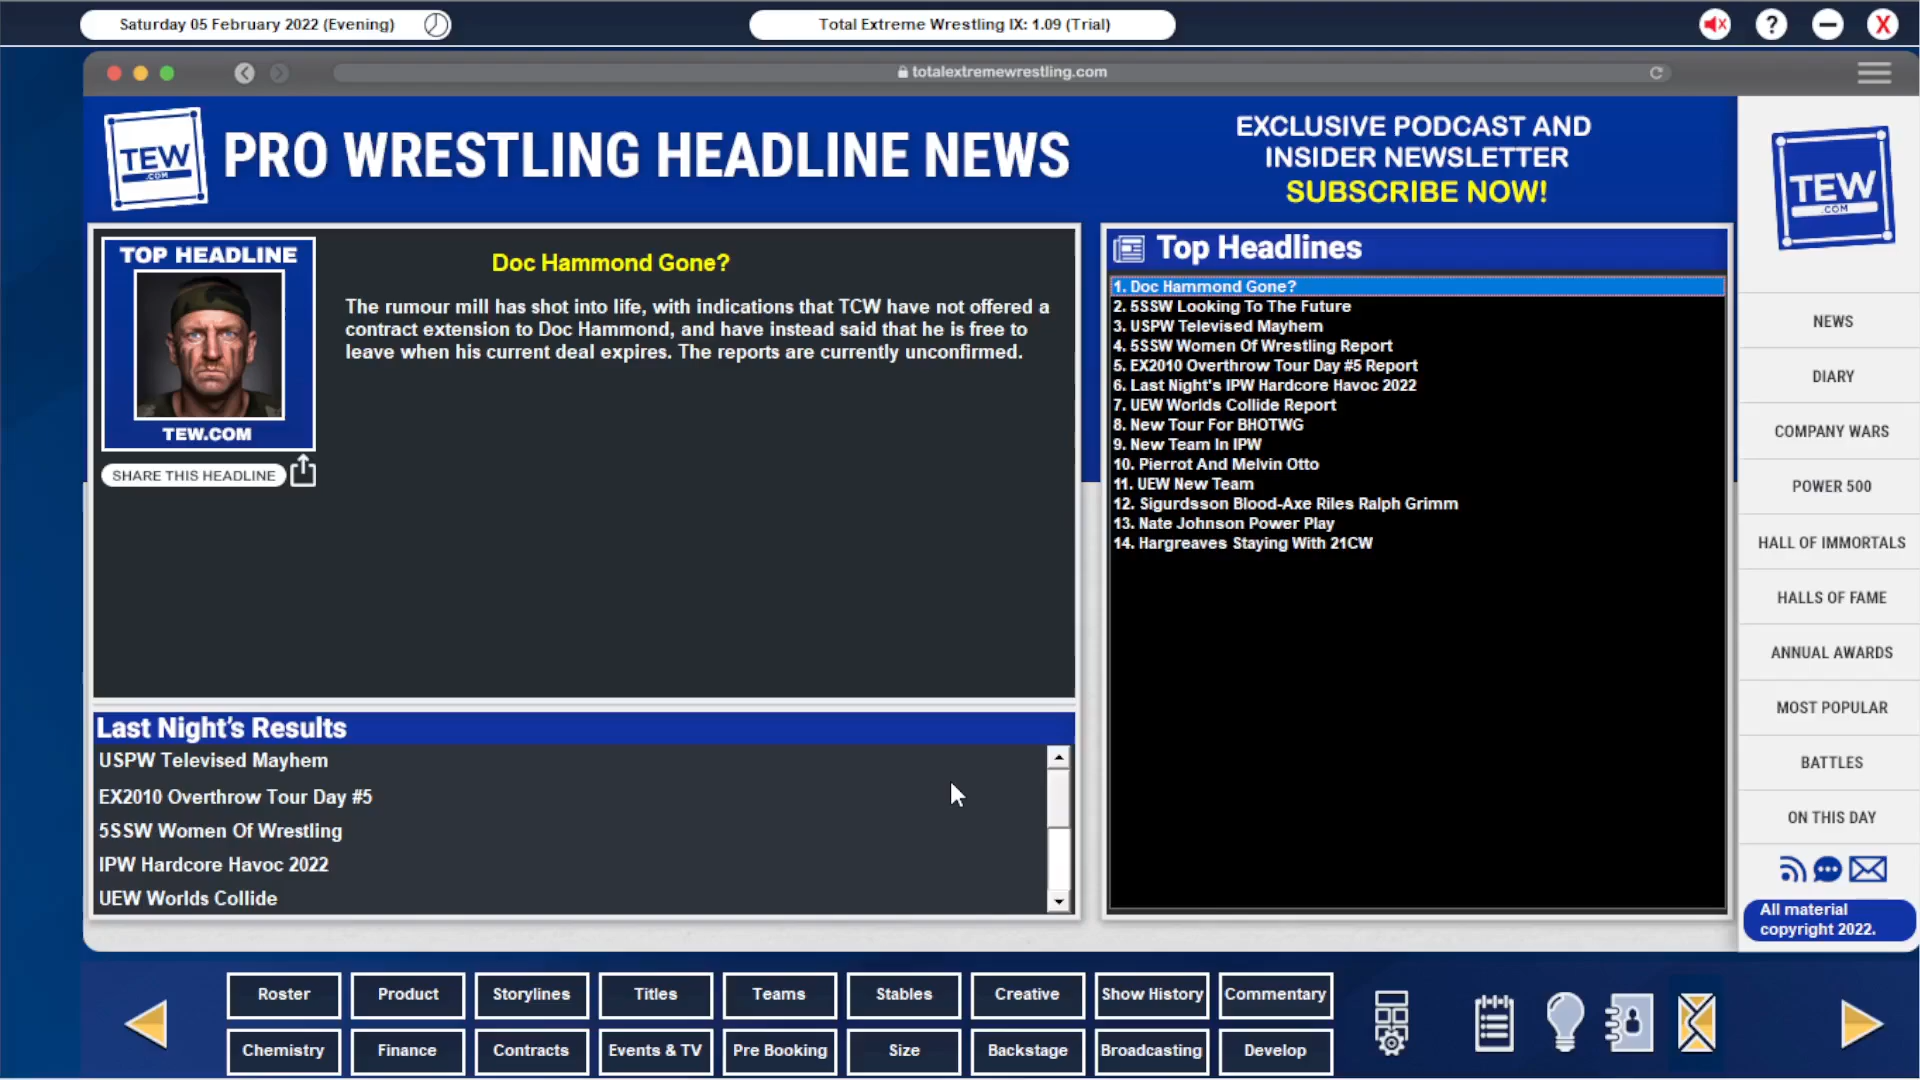 Saturday 05 February 2022 (Evening)
Total Extreme Wrestling IX: 1.09 (Trial)
?
X
totalextremewrestling.com
TEW
.COM
PRO WRESTLING HEADLINE NEWS
EXCLUSIVE PODCAST AND
INSIDER NEWSLETTER
SUBSCRIBE NOW!
TEW
.COM
TOP HEADLINE
TEW.COM
SHARE THIS HEADLINE
Doc Hammond Gone?
The rumour mill has shot into life, with indications that TCW have not offered a
contract extension to Doc Hammond, and have instead said that he is free to
leave when his current deal expires. The reports are currently unconfirmed.
Last Night's Results
USPW Televised Mayhem
EX2010 Overthrow Tour Day #5
5SSW Women Of Wrestling
IPW Hardcore Havoc 2022
UEW Worlds Collide
Top Headlines
1. Doc Hammond Gone?
2. 5SSW Looking To The Future
3. USPW Televised Mayhem
4. 5SSW Women Of Wrestling Report
5. EX2010 Overthrow Tour Day #5 Report
6. Last Night's IPW Hardcore Havoc 2022
7. UEW Worlds Collide Report
8. New Tour For BHOTWG
9. New Team In IPW
10. Pierrot And Melvin Otto
11. UEW New Team
12. Sigurdsson Blood-Axe Riles Ralph Grimm
13. Nate Johnson Power Play
14. Hargreaves Staying With 21CW
NEWS
DIARY
COMPANY WARS
POWER 500
HALL OF IMMORTALS
HALLS OF FAME
ANNUAL AWARDS
MOST POPULAR
BATTLES
ON THIS DAY
All material
copyright 2022.
Roster
Product
Storylines
Titles
Teams
Stables
Creative
Show History
Commentary
Chemistry
Finance
Contracts
Events & TV
Pre Booking
Size
Backstage
Broadcasting
Develop